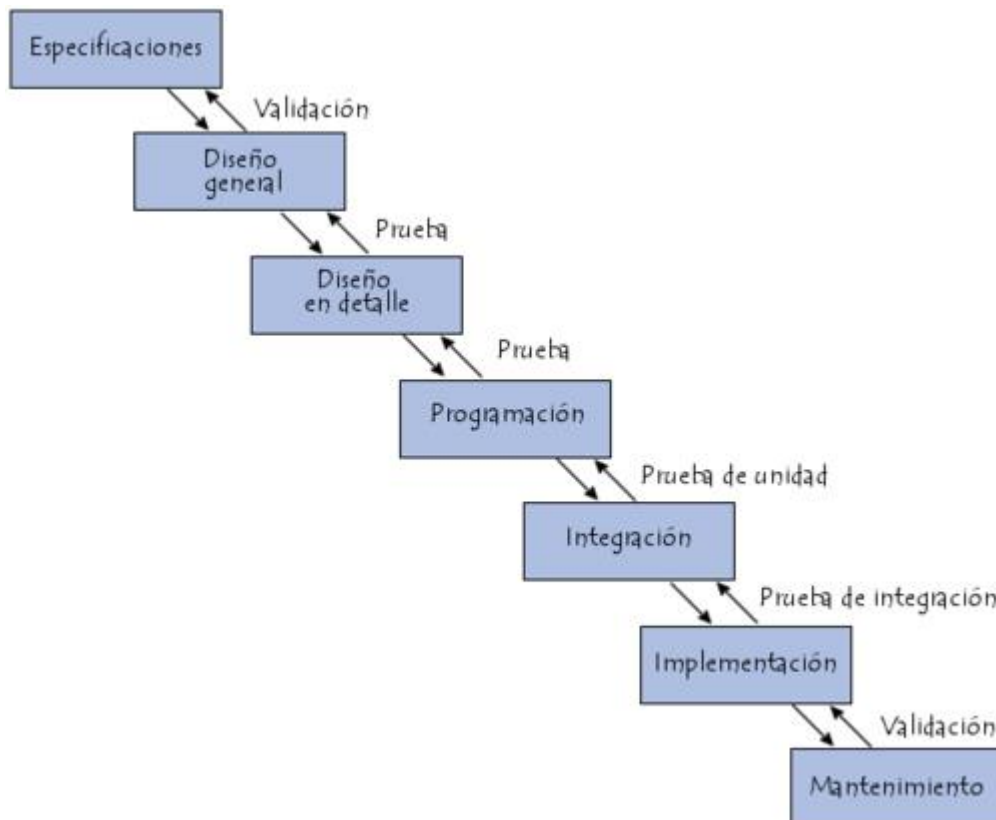 Especificaciones
Validación
Diseño
general
Prueba
Diseño
en detalle
Prueba
Programación
Prueba de unidad
Integración
Prueba de integración
Implementación
Validación
Mantenimiento